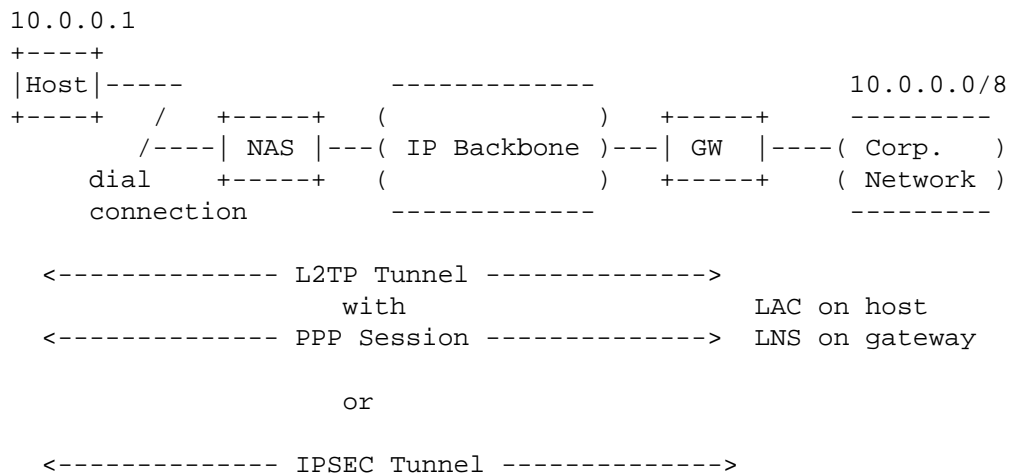 10.0.0.1
+----+
|Host|-----            -------------             10.0.0.0/8
+----+   /   +-----+  (             )  +-----+   ---------
        /----| NAS |---( IP Backbone )---| GW  |----( Corp.   )
     dial    +-----+  (             )  +-----+   ( Network )
     connection        -------------             ---------
<-------------- L2TP Tunnel -------------->
with                       LAC on host
<-------------- PPP Session -------------->  LNS on gateway
or
<-------------- IPSEC Tunnel -------------->